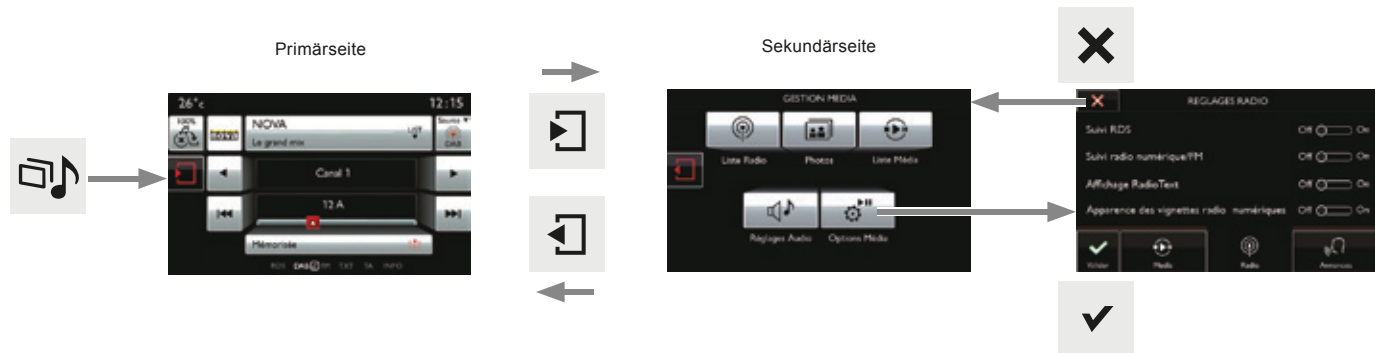 Primärseite
Sekundärseite
26°c
12:15
100%
NOVA
Le grand mix
Source
DAB
Canal 1
12 A
Mémorisée
RDS DAB FM TXT TA INFO
GESTION MEDIA
Liste Radio
Photos
Liste Média
Réglages Audio
Options Média
REGLAGES RADIO
Suivi RDS
Off On
Suivi radio numérique/FM
Off On
Affichage RadioText
Off On
Apparence des vignettes radio numériques
Off On
Valider
Media
Radio
Annonces